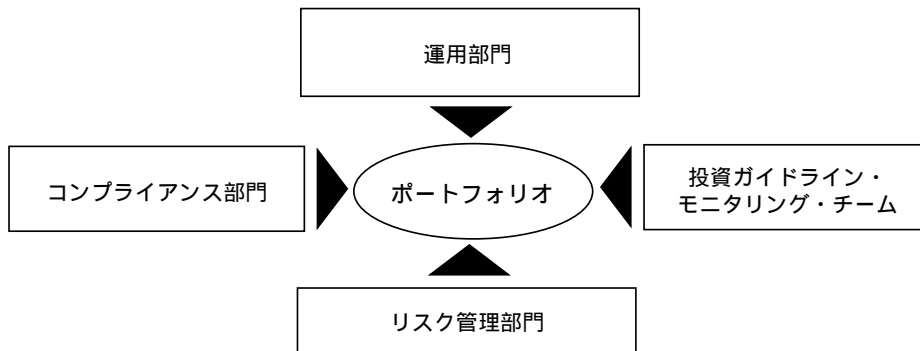 運用部門
コンプライアンス部門
ポートフォリオ
投資ガイドライン・
モニタリング・チーム
リスク管理部門